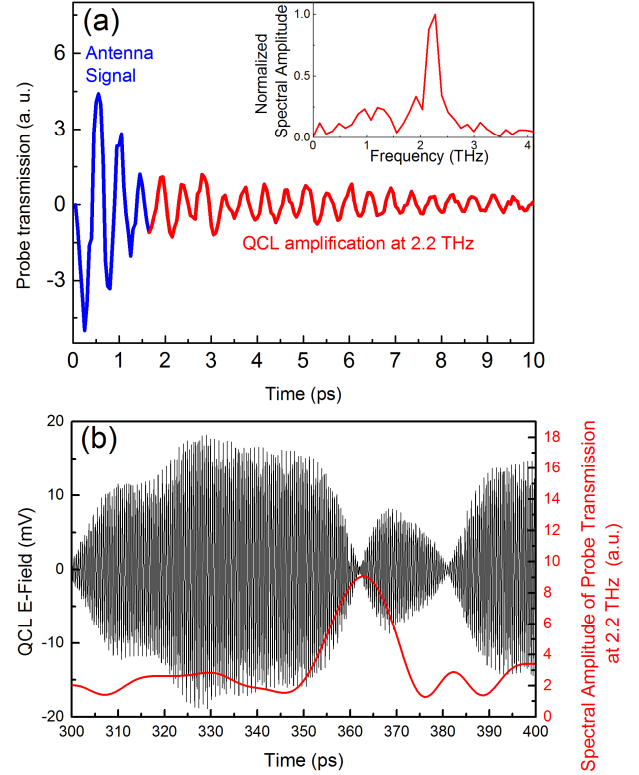 (a)
Antenna
Signal
Probe transmission (a. u.)
6
3
0
-3
0 1 2 3 4 5 6 7 8 9 10
Time (ps)
QCL amplification at 2.2 THz
Normalized
Spectral Amplitude
1.0
0.5
0.0
0 1 2 3 4
Frequency (THz)
(b)
QCL E-Field (mV)
20
10
0
-10
-20
300 310 320 330 340 350 360 370 380 390 400
Time (ps)
18
16
14
12
10
8
6
4
2
0
Spectral Amplitude of Probe Transmission
at 2.2 THz (a.u.)